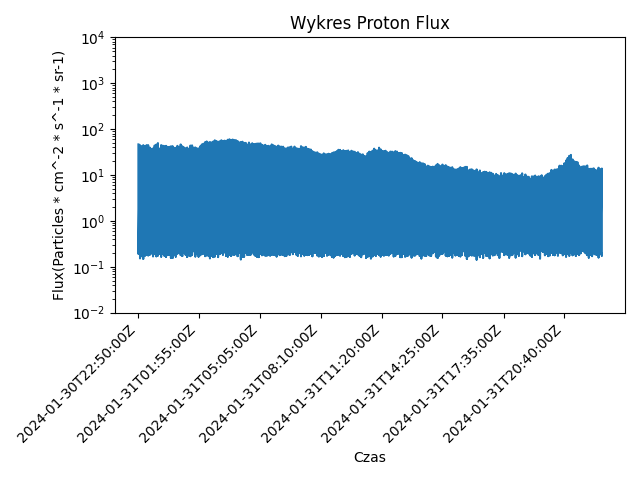 Wykres Proton Flux
Flux(Particles * cm^-2 * s^-1 * sr-1)
10^4
10^3
10^2
10^1
10^0
10^-1
10^-2
2024-01-30T22:50:00Z
2024-01-31T01:55:00Z
2024-01-31T05:05:00Z
2024-01-31T08:10:00Z
2024-01-31T11:20:00Z
2024-01-31T14:25:00Z
2024-01-31T17:35:00Z
2024-01-31T20:40:00Z
Czas